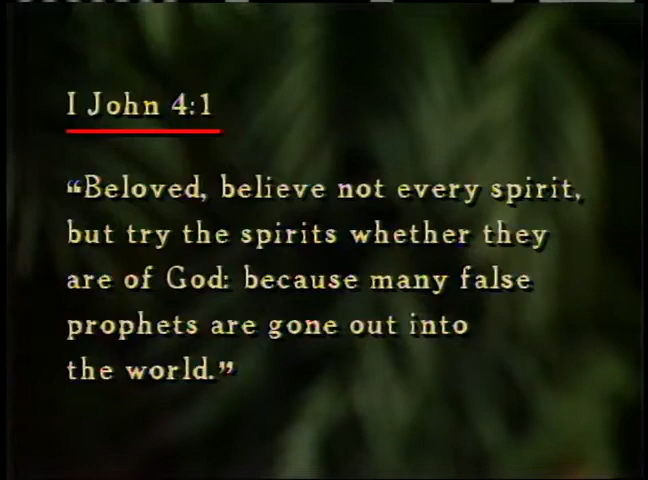 I John 4:1
“Beloved, believe not every spirit,
but try the spirits whether they
are of God: because many false
prophets are gone out into
the world.”